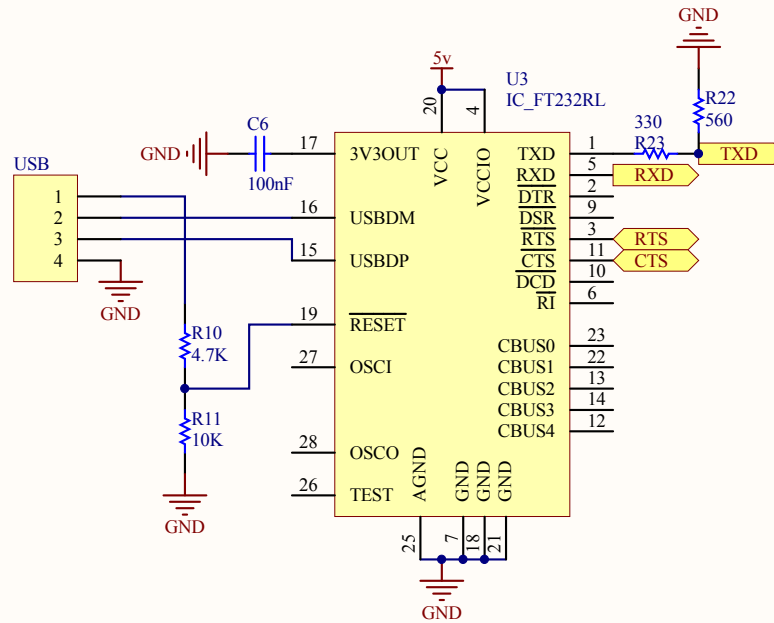 GND
5v
U3
IC_FT232RL
R22
560
330
R23
TXD
C6
GND
100nF
USB
1
2
3
4
GND
R10
4.7K
R11
10K
GND
17 3V3OUT
16 USBDM
15 USBDP
19 RESET
27 OSCI
28 OSCO
26 TEST
20 VCC
4 VCCIO
TXD 1
RXD 5 RXD
DTR 2
DSR 9
RTS 3 RTS
CTS 11 CTS
DCD 10
RI 6
CBUS0 23
CBUS1 22
CBUS2 13
CBUS3 14
CBUS4 12
AGND 25
GND 7
GND 18
GND 21
GND